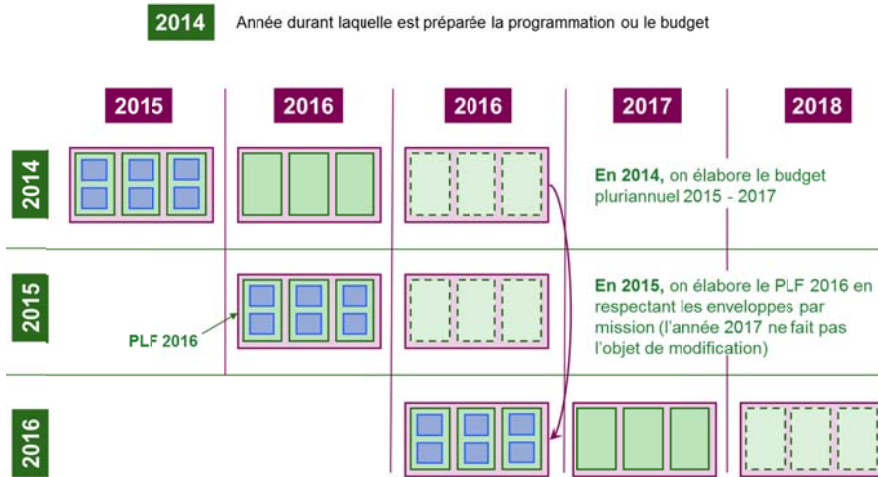 2014 Année durant laquelle est préparée la programmation ou le budget
2015 2016 2016 2017 2018
2014
En 2014, on élabore le budget
pluriannuel 2015 - 2017
2015
En 2015, on élabore le PLF 2016 en
respectant les enveloppes par
mission (l'année 2017 ne fait pas
l'objet de modification)
PLF 2016
2016